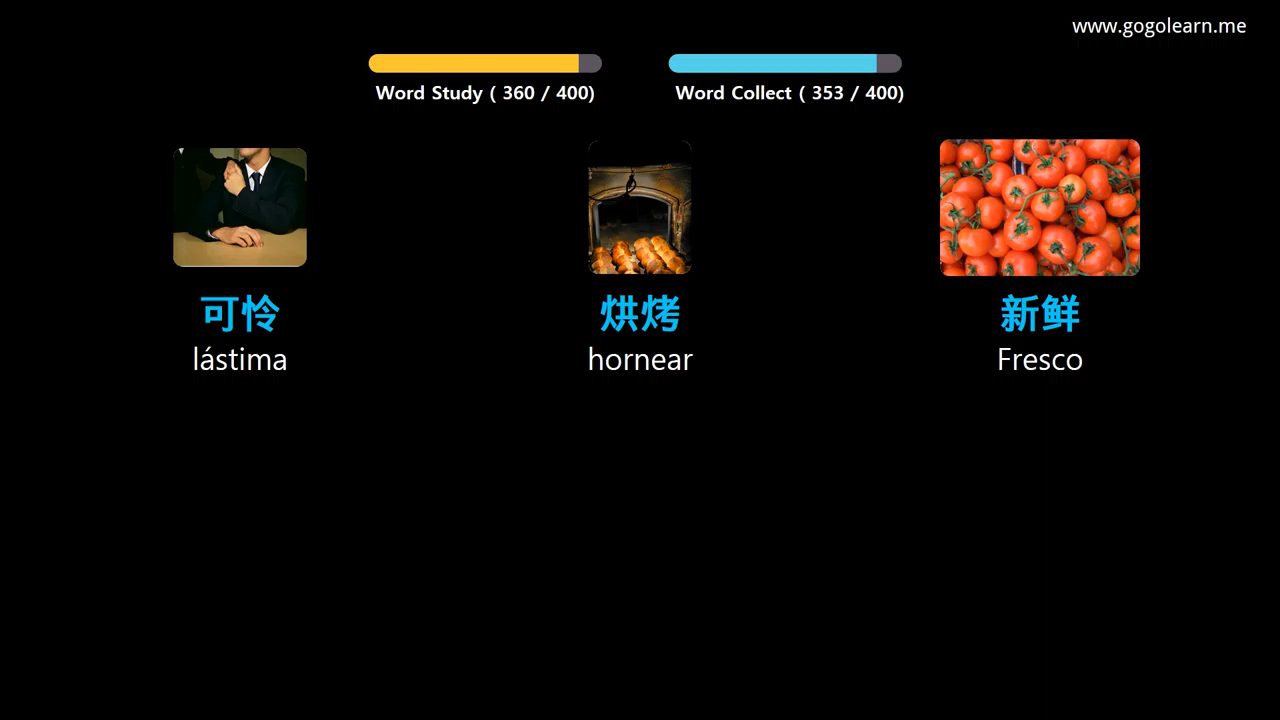 www.gogolearn.me
Word Study ( 360 / 400)
Word Collect ( 353 / 400)
可怜
烘烤
新鲜
lástima
hornear
Fresco